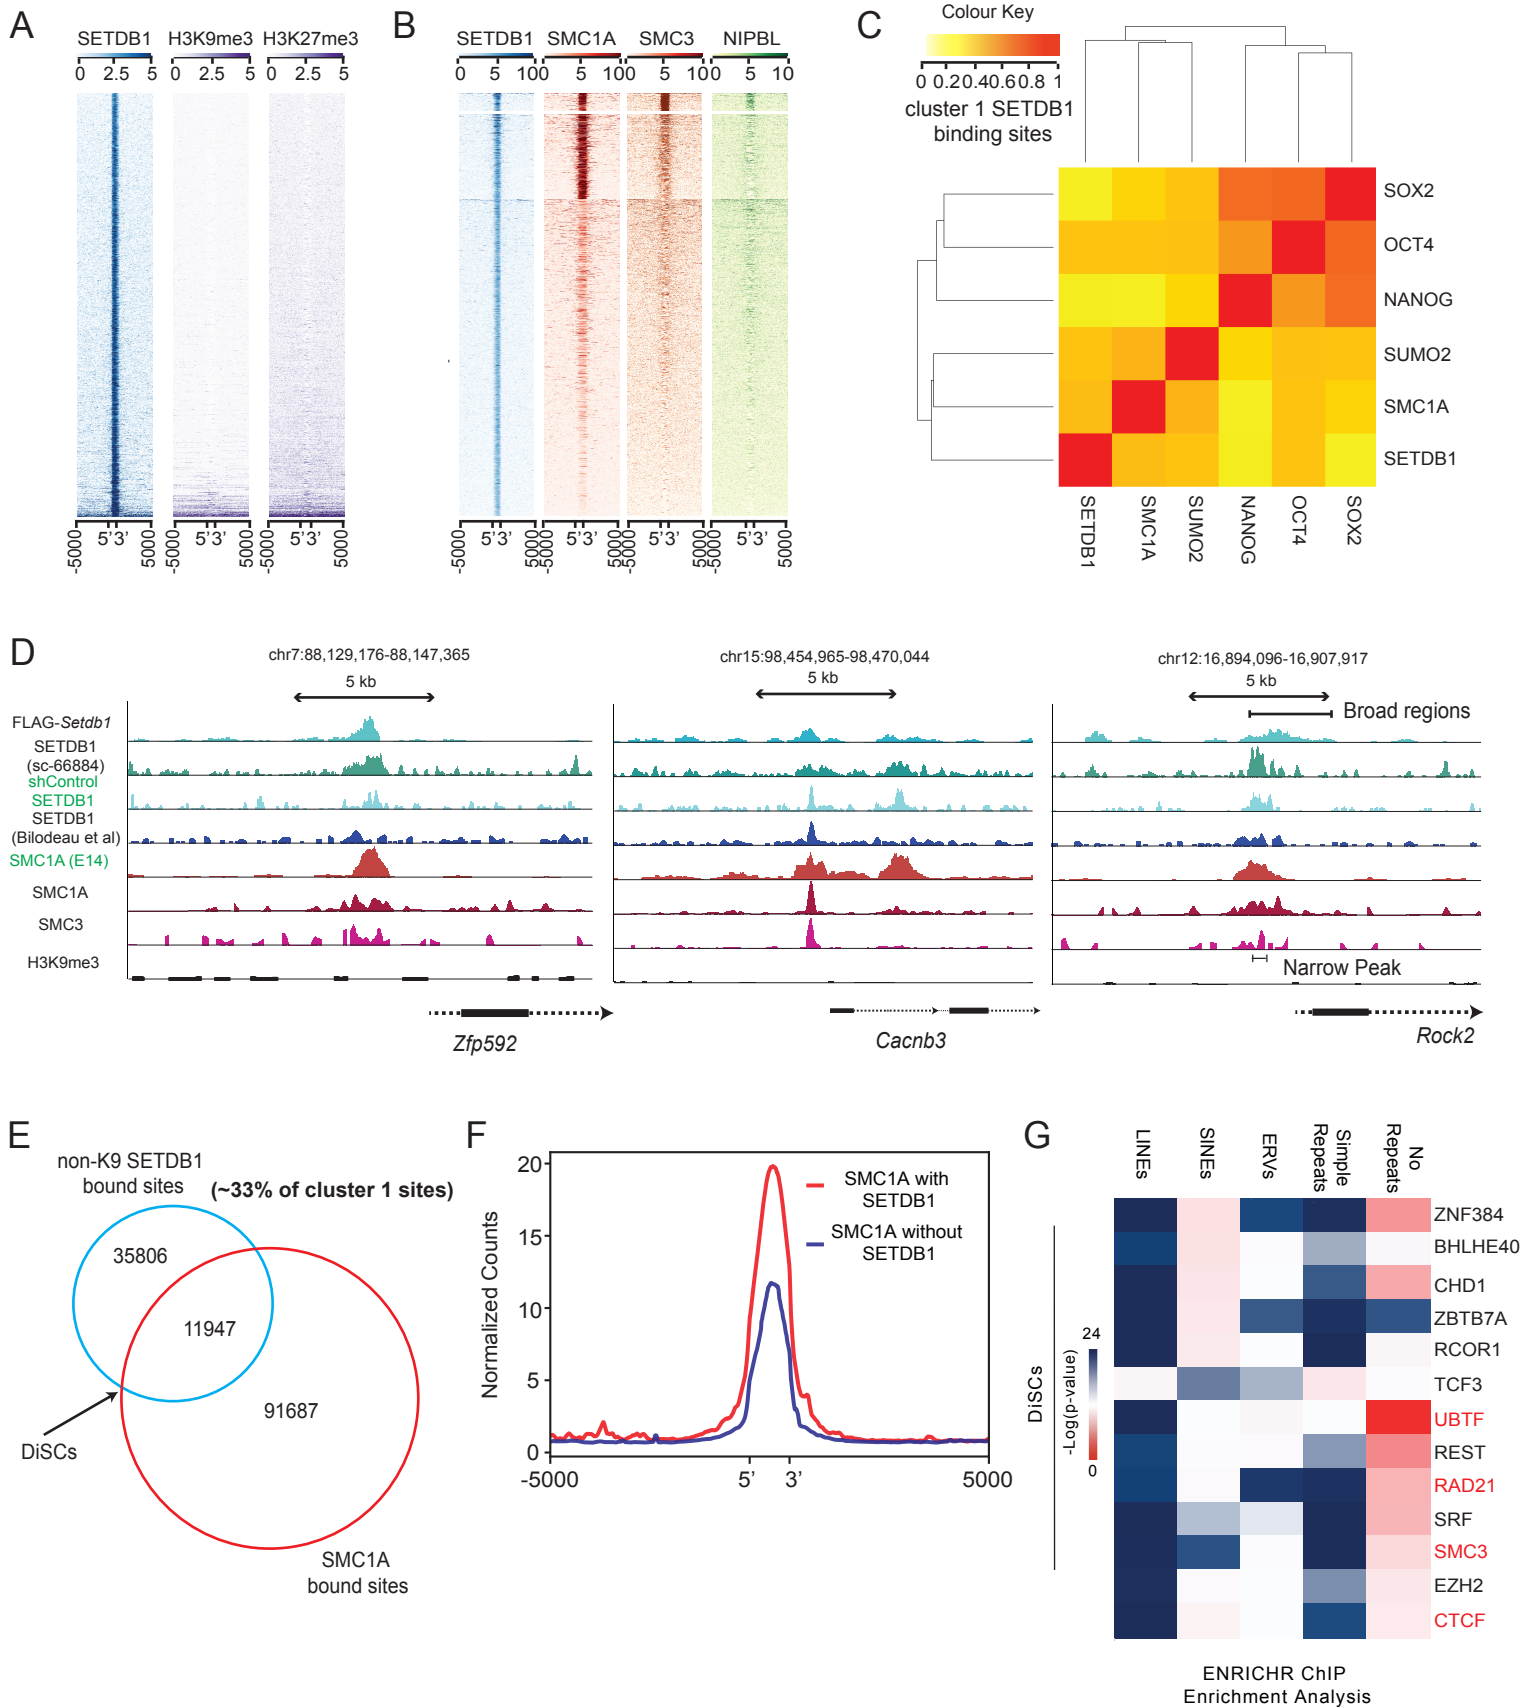 A
SETDB1 H3K9me3 H3K27me3
0 2.5 5 0 2.5 5 0 2.5 5
-5000 5’ 3’ 5000 -5000 5’ 3’ 5000 -5000 5’ 3’ 5000
B
SETDB1 SMC1A SMC3 NIPBL
0 5 10 0 5 10 0 5 10 0 5 10
-5000 5’ 3’ 5000 -5000 5’ 3’ 5000 -5000 5’ 3’ 5000 -5000 5’ 3’ 5000
C
Colour Key
0 0.2 0.4 0.6 0.8 1
cluster 1 SETDB1
binding sites
SOX2
OCT4
NANOG
SUMO2
SMC1A
SETDB1
SETDB1 SMC1A SUMO2 NANOG OCT4 SOX2
D
chr7:88,129,176-88,147,365
5 kb
chr15:98,454,965-98,470,044
5 kb
chr12:16,894,096-16,907,917
5 kb
Broad regions
FLAG-Setdb1
SETDB1
(sc-66884)
shControl
SETDB1
SETDB1
(Bilodeau et al)
SMC1A (E14)
SMC1A
SMC3
H3K9me3
Narrow Peak
Zfp592
Cacnb3
Rock2
E
non-K9 SETDB1
bound sites
(~33% of cluster 1 sites)
35806
11947
91687
DiSCs
SMC1A
bound sites
F
Normalized Counts
20
15
10
5
0
-5000 5’ 3’ 5000
SMC1A with
SETDB1
SMC1A without
SETDB1
G
LINEs
SINEs
ERVs
Simple
Repeats
No
Repeats
ZNF384
BHLHE40
CHD1
ZBTB7A
RCOR1
TCF3
UBTF
REST
RAD21
SRF
SMC3
EZH2
CTCF
DiSCs
-Log(p-value)
24
0
ENRICHR ChIP
Enrichment Analysis